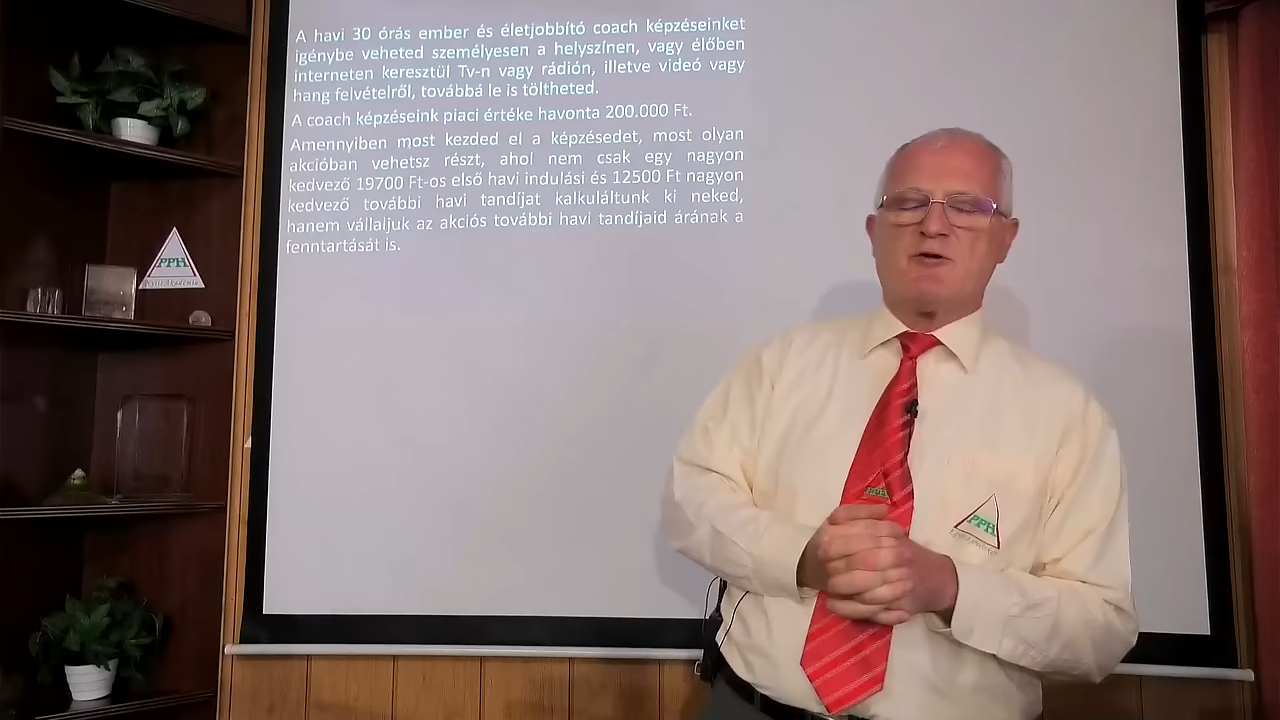 A havi 30 órás ember és életjobbító coach képzéseinket
igénybe veheted személyesen a helyszínen, vagy élőben
interneten keresztül Tv-n vagy rádión, illetve videó vagy
hang felvételről, továbbá le is töltheted.
A coach képzéseink piaci értéke havonta 200.000 Ft.
Amennyiben most kezded el a képzésedet, most olyan
akcióban vehetsz részt, ahol nem csak egy nagyon
kedvező 19700 Ft-os első havi indulási és 12500 Ft nagyon
kedvező további havi tandíjat kalkuláltunk ki neked,
hanem vállaljuk az akciós további havi tandíjaid árának a
fenntartását is.
PPH
Nyílt Akadémia
PPH
PPH